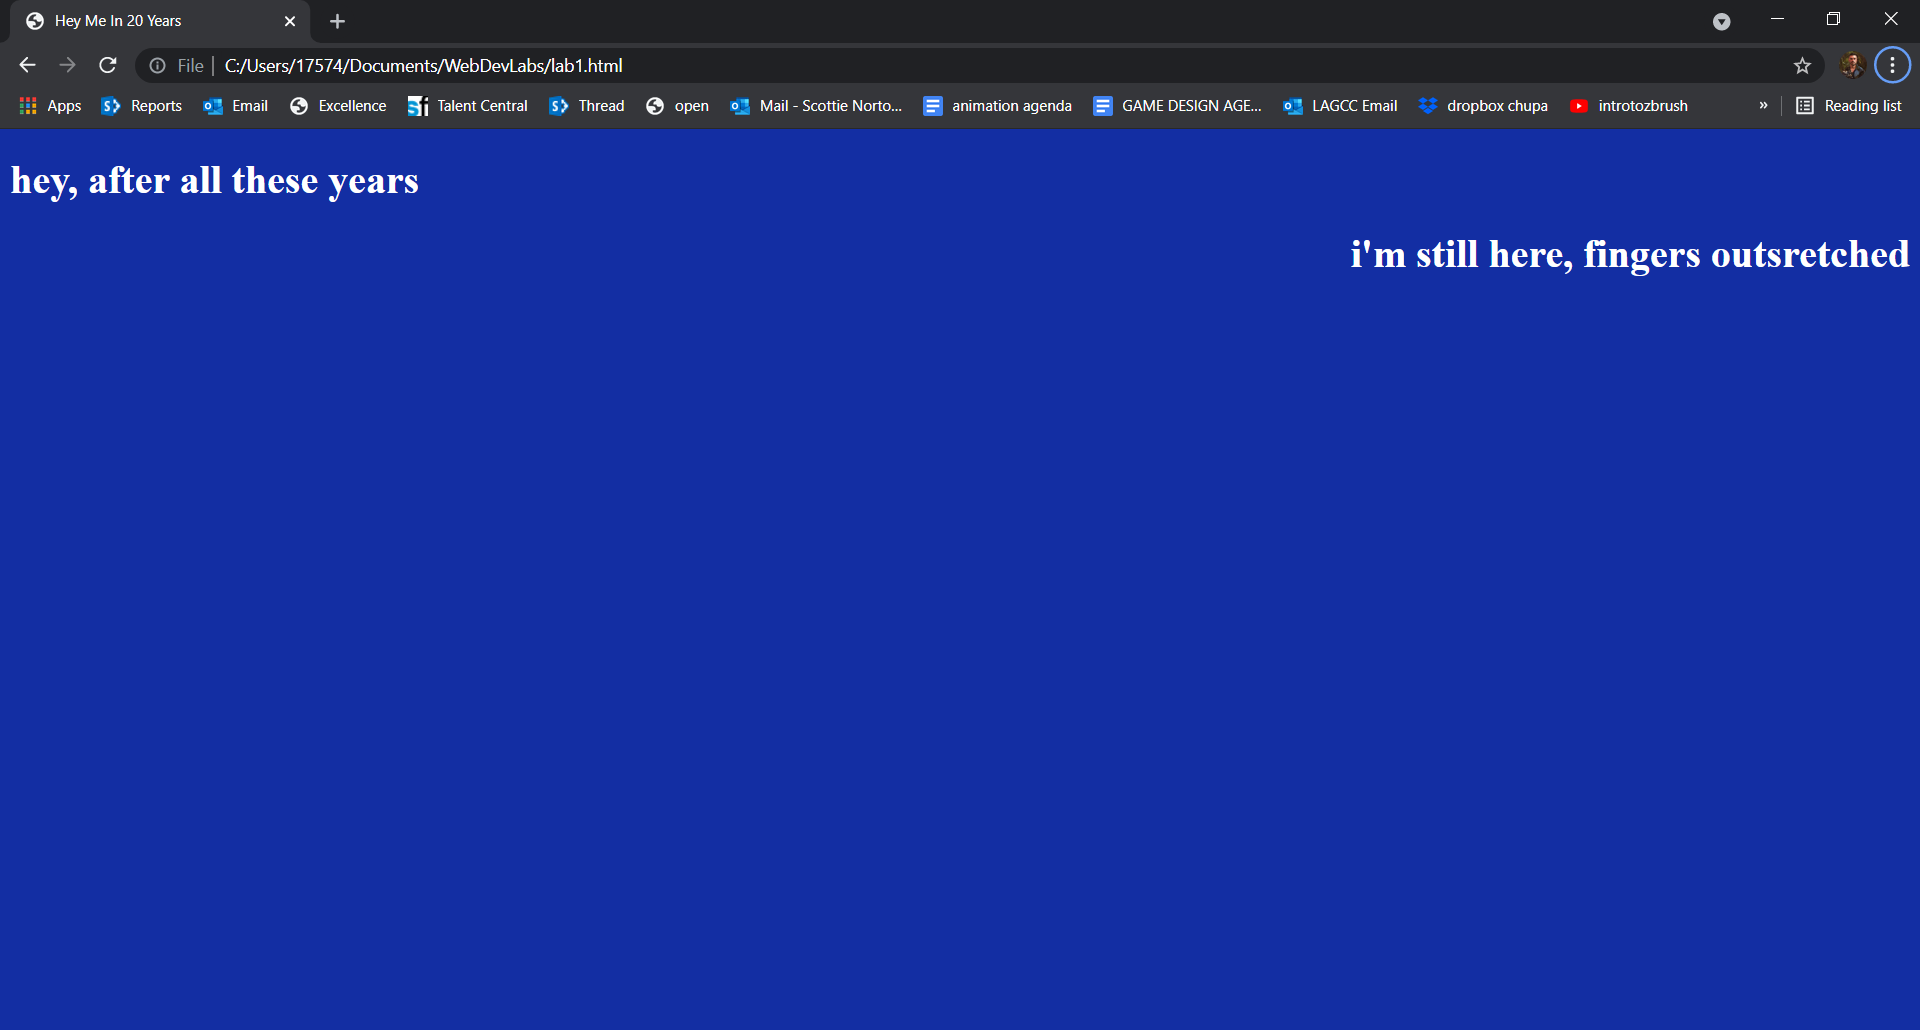 Hey Me In 20 Years
File | C:/Users/17574/Documents/WebDevLabs/lab1.html
Apps Reports Email Excellence Talent Central Thread open Mail - Scottie Norto... animation agenda GAME DESIGN AGE... LAGCC Email dropbox chupa introtozbrush » Reading list
hey, after all these years
i'm still here, fingers outsretched